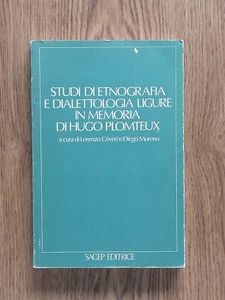 STUDI DI ETNOGRAFIA
E DIALETTOLOGIA LIGURE
IN MEMORIA
DI HUGO PLOMTEUX
a cura di Lorenzo Còveri e Diego Moreno
SAGEP EDITRICE